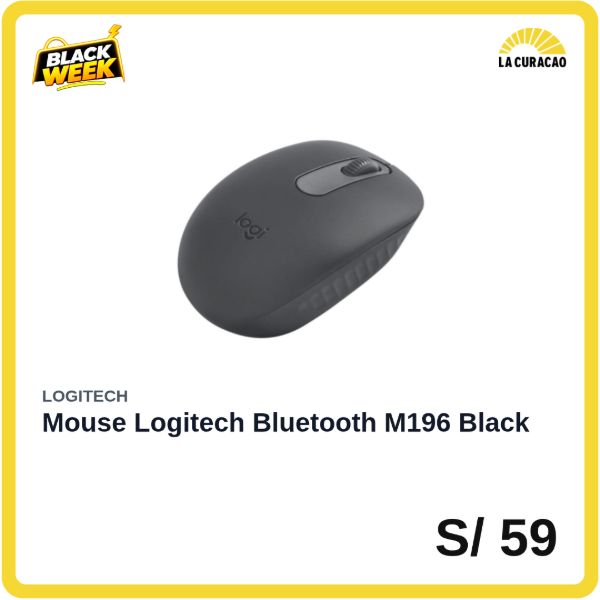 BLACK
WEEK
LA CURACAO
logi
LOGITECH
Mouse Logitech Bluetooth M196 Black
S/ 59